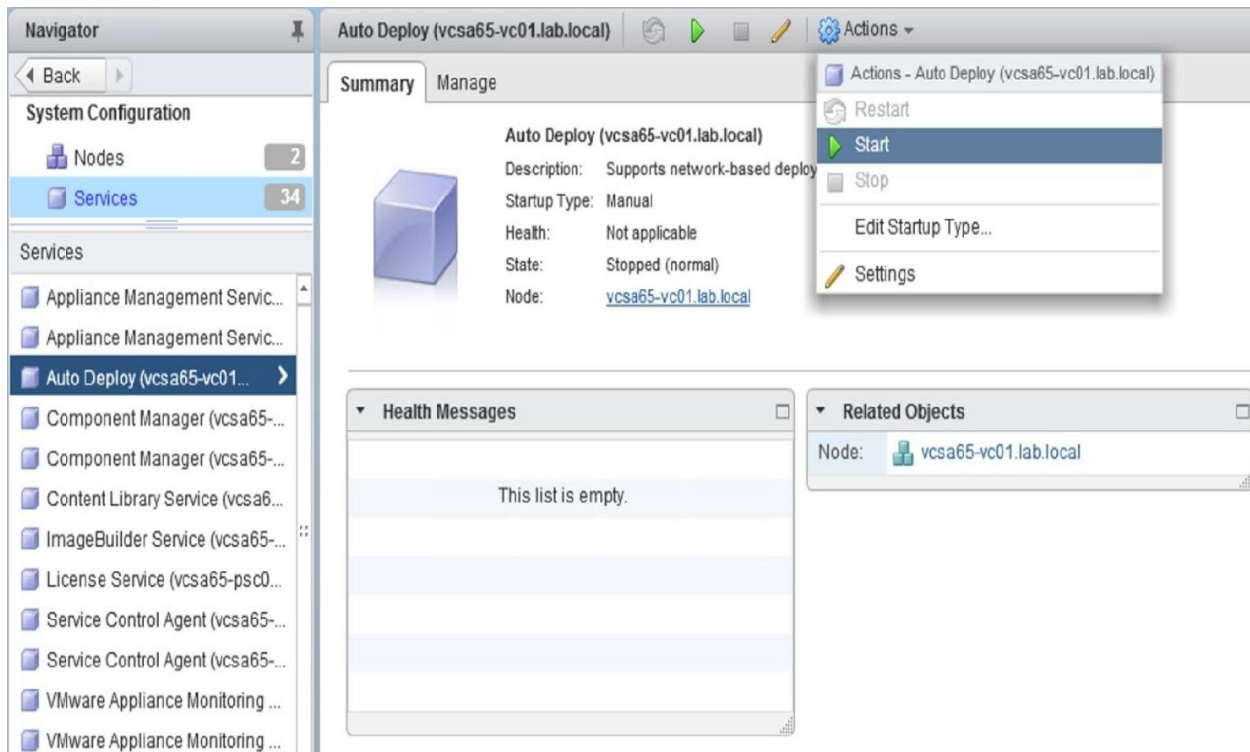 Navigator
Back
System Configuration
Nodes 2
Services 34
Services
Appliance Management Servic...
Appliance Management Servic...
Auto Deploy (vcsa65-vc01...
Component Manager (vcsa65-...
Component Manager (vcsa65-...
Content Library Service (vcsa6...
ImageBuilder Service (vcsa65-...
License Service (vcsa65-psc0...
Service Control Agent (vcsa65-...
Service Control Agent (vcsa65-...
VMware Appliance Monitoring ...
VMware Appliance Monitoring ...
Auto Deploy (vcsa65-vc01.lab.local)
Actions
Summary Manage
Auto Deploy (vcsa65-vc01.lab.local)
Description: Supports network-based deploy
Startup Type: Manual
Health: Not applicable
State: Stopped (normal)
Node: vcsa65-vc01.lab.local
Actions - Auto Deploy (vcsa65-vc01.lab.local)
Restart
Start
Stop
Edit Startup Type...
Settings
Health Messages
This list is empty.
Related Objects
Node: vcsa65-vc01.lab.local